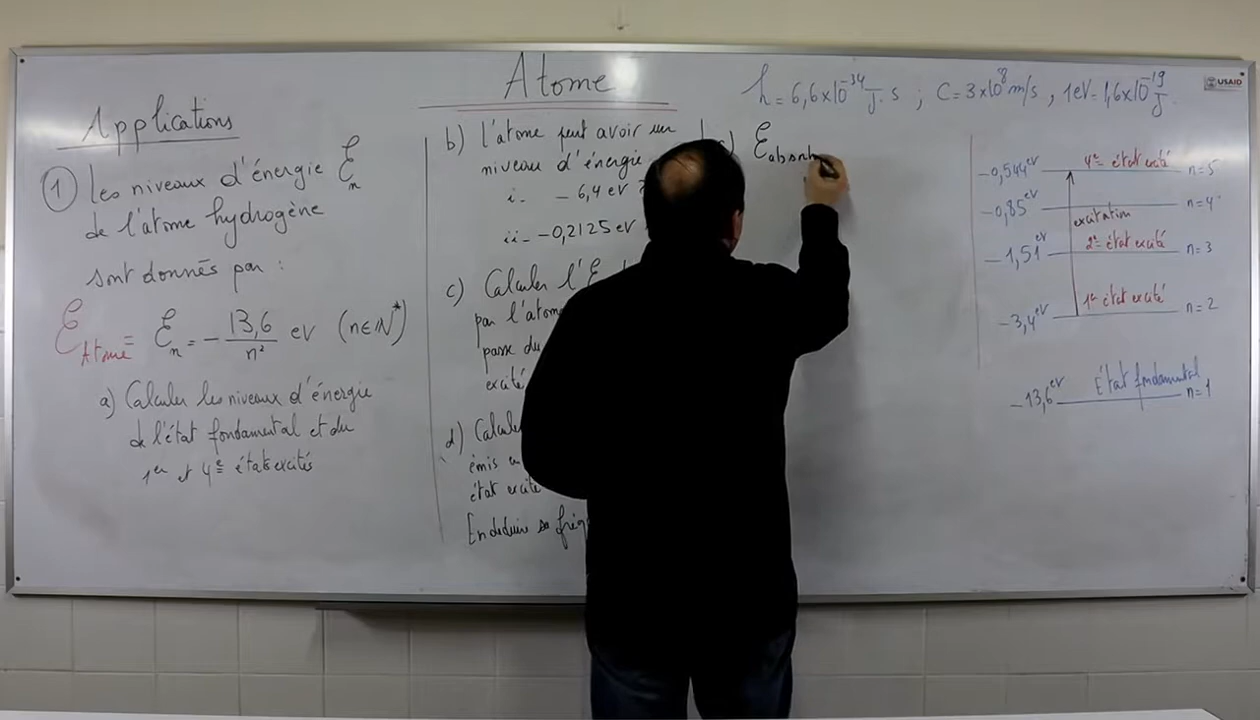 Atome
h = 6,6×10⁻³⁴ J.s ; C = 3×10⁸ m/s , 1eV = 1,6×10⁻¹⁹ J
USAID
Applications
① les niveaux d'énergie En
de l'atome hydrogène
sont donnés par :
E Atome = En = - 13,6/n² eV (n∈N*)
a) Calculer les niveaux d'énergie
de l'état fondamental et du
1er et 4e états excités
b) l'atome peut avoir un
niveau d'énergie
i- - 6,4 eV ?
ii- -0,2125 eV
c) Calculer l'E
par l'atome
passe du
excité
d)
émis
état excité
En déduire sa
E absorb
-0,544 eV 4e état excité n=5
-0,85 eV n=4
excitation
-1,51 eV 2e état excité n=3
-3,4 eV 1er état excité n=2
-13,6 eV État fondamental n=1